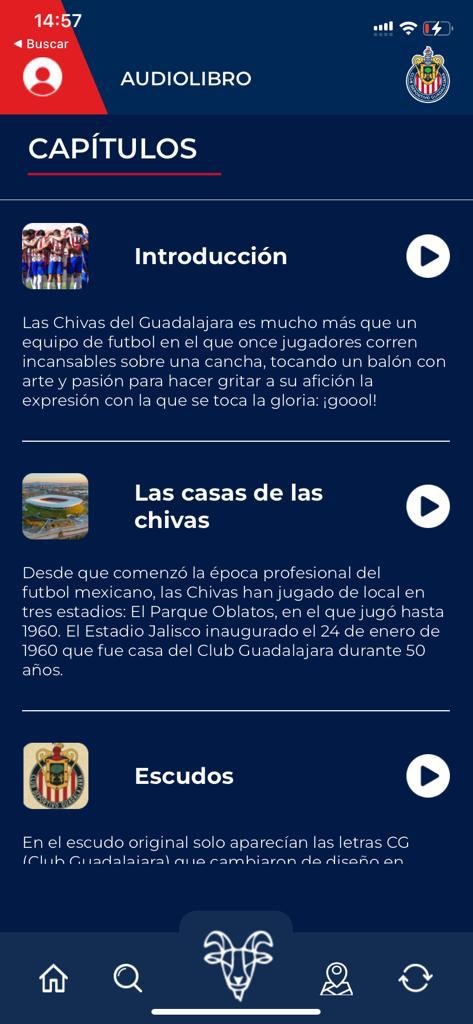 14:57
◀ Buscar
AUDIOLIBRO
CAPÍTULOS
Introducción
Las Chivas del Guadalajara es mucho más que un
equipo de futbol en el que once jugadores corren
incansables sobre una cancha, tocando un balón con
arte y pasión para hacer gritar a su afición la
expresión con la que se toca la gloria: ¡goool!
Las casas de las
chivas
Desde que comenzó la época profesional del
futbol mexicano, las Chivas han jugado de local en
tres estadios: El Parque Oblatos, en el que jugó hasta
1960. El Estadio Jalisco inaugurado el 24 de enero de
1960 que fue casa del Club Guadalajara durante 50
años.
Escudos
En el escudo original solo aparecían las letras CG
(Club Guadalajara) que cambiaron de diseño en